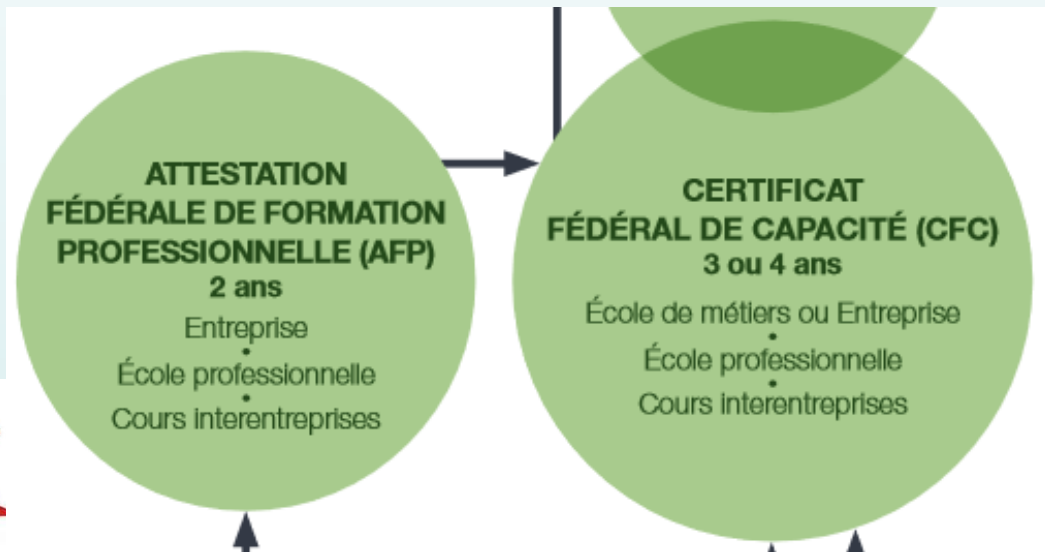 ATTESTATION
FÉDÉRALE DE FORMATION
PROFESSIONNELLE (AFP)
2 ans
Entreprise
•
École professionnelle
•
Cours interentreprises
CERTIFICAT
FÉDÉRAL DE CAPACITÉ (CFC)
3 ou 4 ans
École de métiers ou Entreprise
•
École professionnelle
•
Cours interentreprises